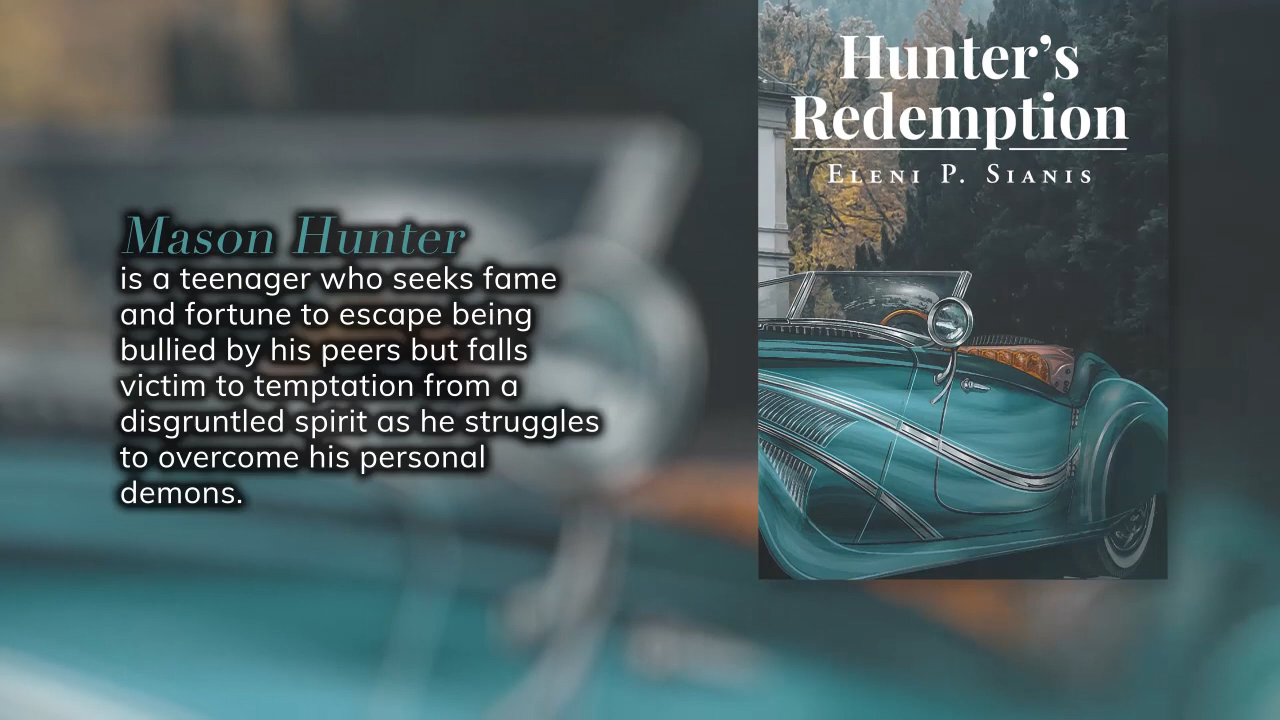 Mason Hunter
is a teenager who seeks fame
and fortune to escape being
bullied by his peers but falls
victim to temptation from a
disgruntled spirit as he struggles
to overcome his personal
demons.
Hunter’s
Redemption
Eleni P. Sianis